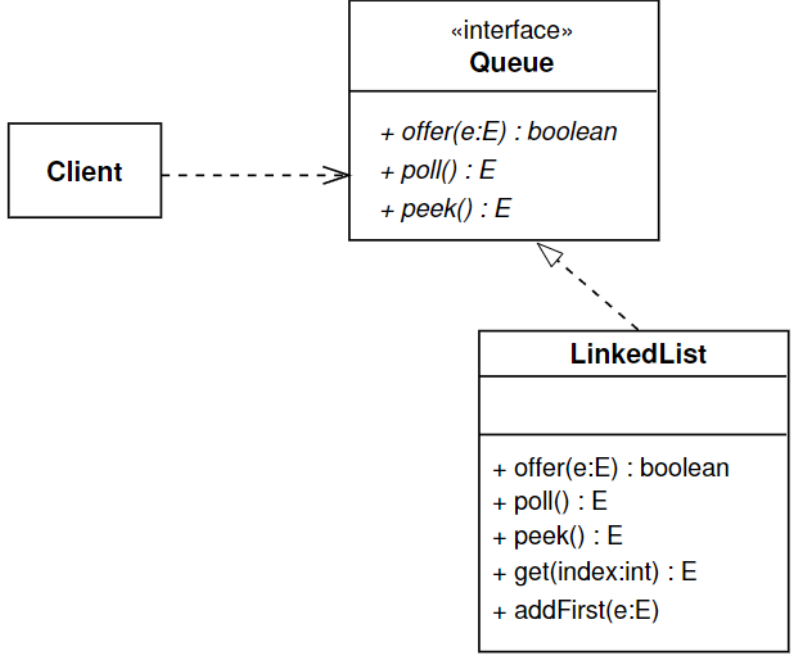 «interface»
Queue
+ offer(e:E) : boolean
+ poll() : E
+ peek() : E
Client
LinkedList
+ offer(e:E) : boolean
+ poll() : E
+ peek() : E
+ get(index:int) : E
+ addFirst(e:E)